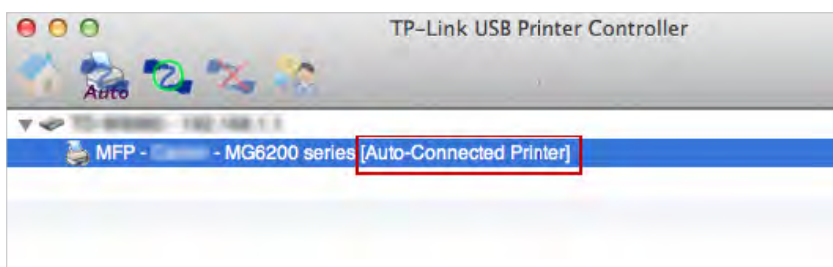 TP-Link USB Printer Controller
Auto
MFP - - MG6200 series [Auto-Connected Printer]